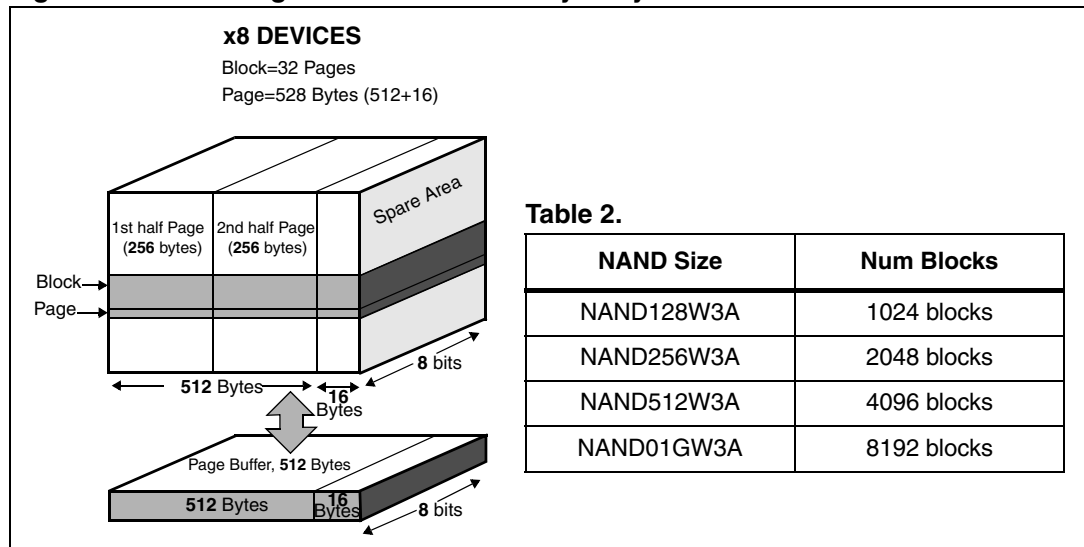 x8 DEVICES
Block=32 Pages
Page=528 Bytes (512+16)
Spare Area
1st half Page
(256 bytes)
2nd half Page
(256 bytes)
Block
Page
8 bits
512 Bytes
16
Bytes
Page Buffer, 512 Bytes
512 Bytes
16
Bytes
8 bits
Table 2.
NAND Size Num Blocks
NAND128W3A 1024 blocks
NAND256W3A 2048 blocks
NAND512W3A 4096 blocks
NAND01GW3A 8192 blocks